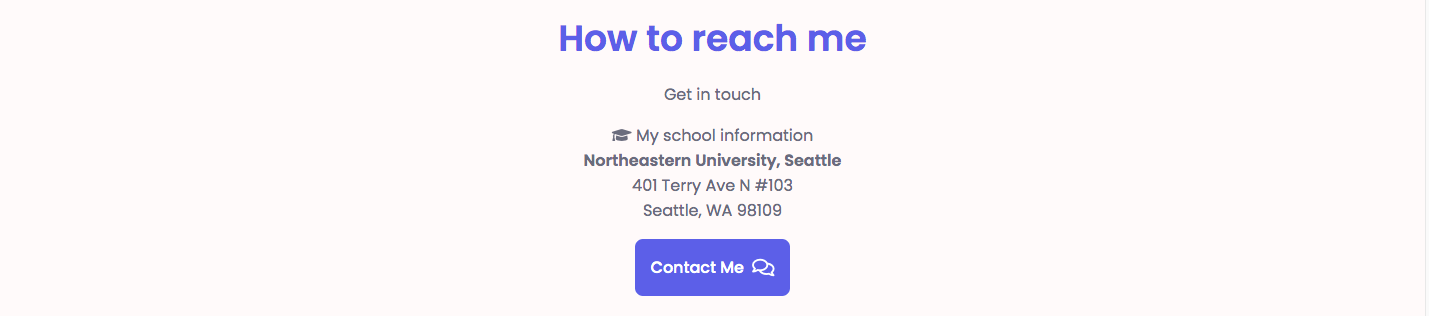 How to reach me
Get in touch
My school information
Northeastern University, Seattle
401 Terry Ave N #103
Seattle, WA 98109
Contact Me